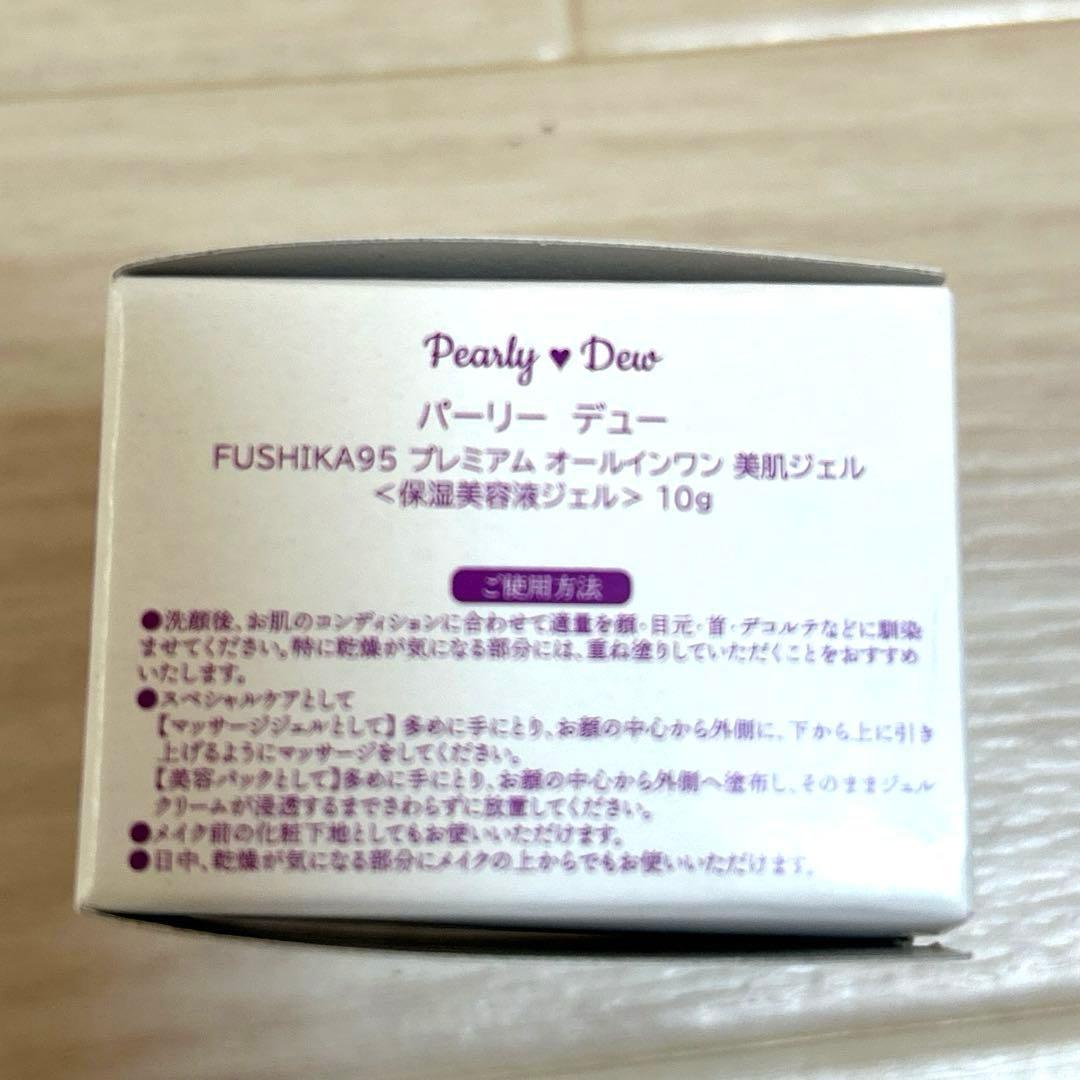 Pearly ♥ Dew
パーリー デュー
FUSHIKA95 プレミアム オールインワン 美肌ジェル
＜保湿美容液ジェル＞ 10g
ご使用方法
●洗顔後、お肌のコンディションに合わせて適量を顔・目元・首・デコルテなどに馴染
ませてください。特に乾燥が気になる部分には、重ね塗りしていただくことをおすすめ
いたします。
●スペシャルケアとして
【マッサージジェルとして】多めに手にとり、お顔の中心から外側に、下から上に引き
上げるようにマッサージをしてください。
【美容パックとして】多めに手にとり、お顔の中心から外側へ塗布し、そのままジェル
クリームが浸透するまでさわらずに放置してください。
●メイク前の化粧下地としてもお使いいただけます。
●日中、乾燥が気になる部分にメイクの上からでもお使いいただけます。